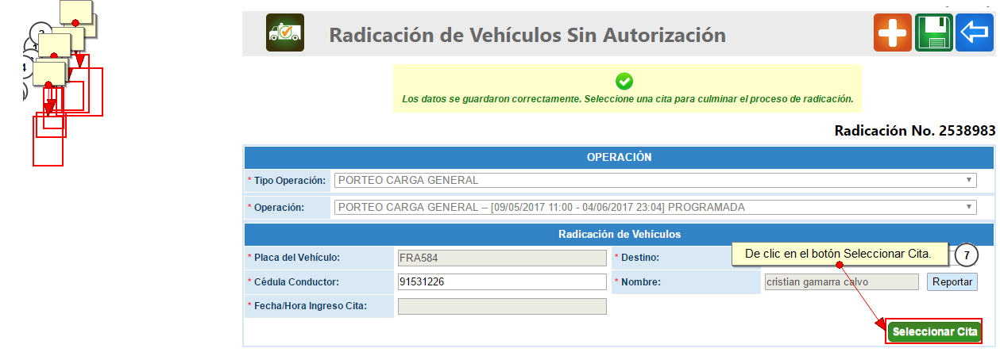 Radicación de Vehículos Sin Autorización
Los datos se guardaron correctamente. Seleccione una cita para culminar el proceso de radicación.
Radicación No. 2538983
OPERACIÓN
* Tipo Operación: PORTEO CARGA GENERAL
* Operación: PORTEO CARGA GENERAL -- [09/05/2017 11:00 - 04/06/2017 23:04] PROGRAMADA
Radicación de Vehículos
* Placa del Vehículo: FRA584 * Destino:
De clic en el botón Seleccionar Cita. 7
* Cédula Conductor: 91531226 * Nombre: cristian gamarra calvo Reportar
* Fecha/Hora Ingreso Cita:
Seleccionar Cita